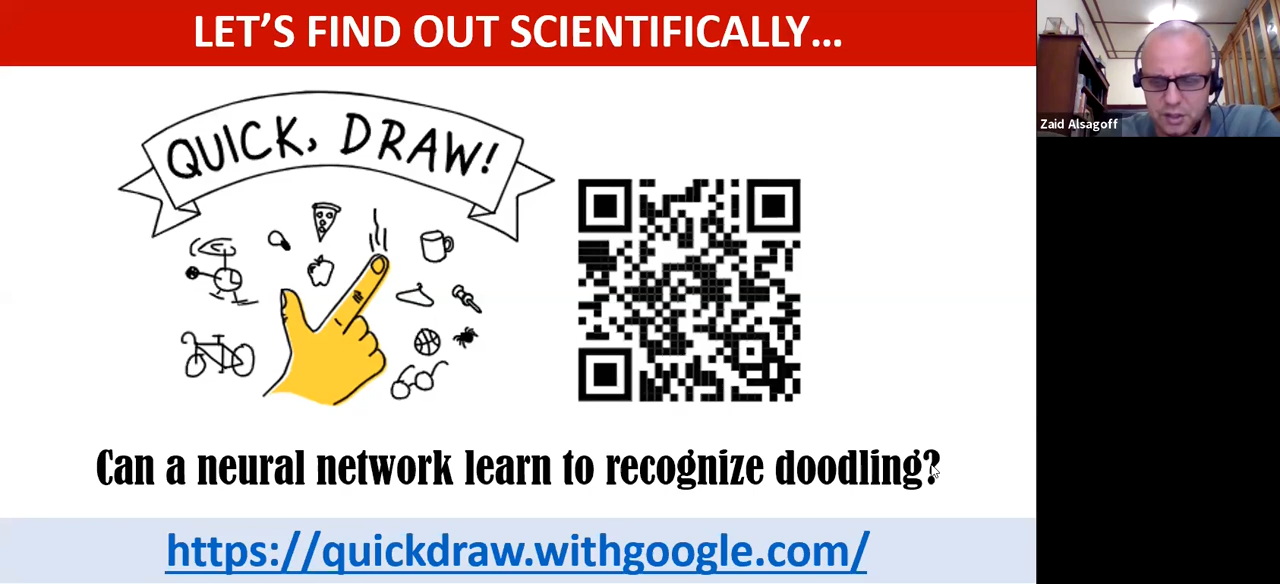 LET'S FIND OUT SCIENTIFICALLY...
QUICK, DRAW!
Zaid Alsagoff
Can a neural network learn to recognize doodling?
https://quickdraw.withgoogle.com/